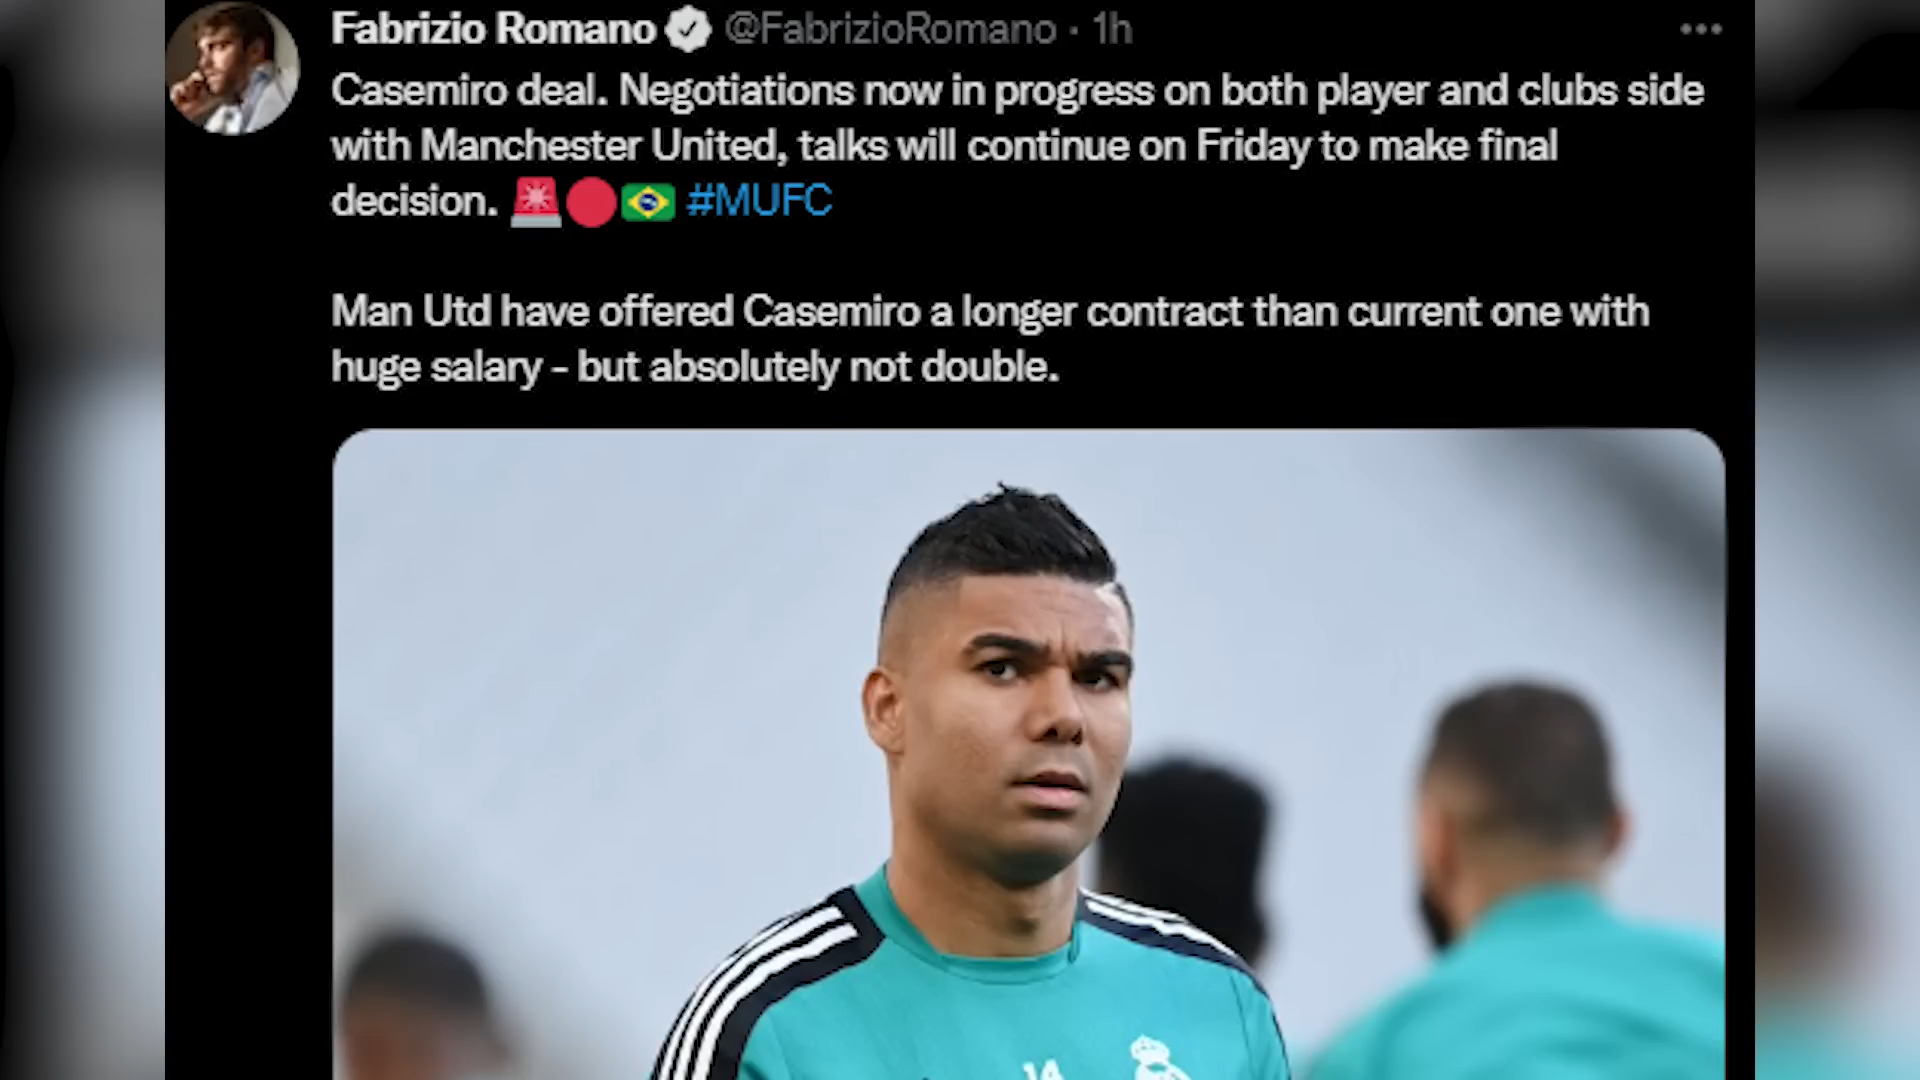 Fabrizio Romano @FabrizioRomano · 1h
Casemiro deal. Negotiations now in progress on both player and clubs side
with Manchester United, talks will continue on Friday to make final
decision. 🚨🔴🇧🇷 #MUFC
Man Utd have offered Casemiro a longer contract than current one with
huge salary - but absolutely not double.
14